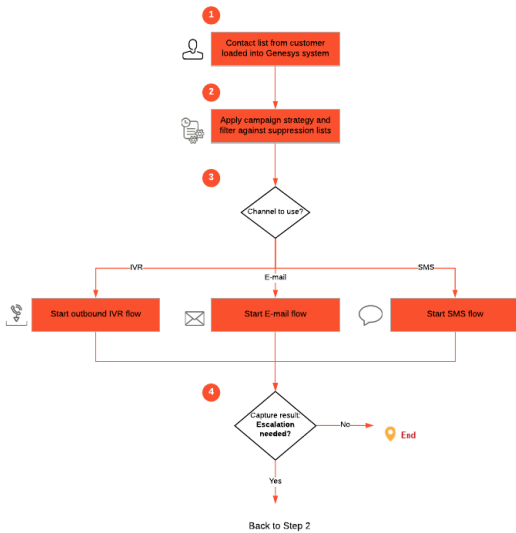 1
Contact list from customer
loaded into Genesys system
2
Apply campaign strategy and
filter against suppression lists
3
Channel to use?
IVR
E-mail
SMS
Start outbound IVR flow
Start E-mail flow
Start SMS flow
4
Capture result:
Escalation
needed?
No
End
Yes
Back to Step 2